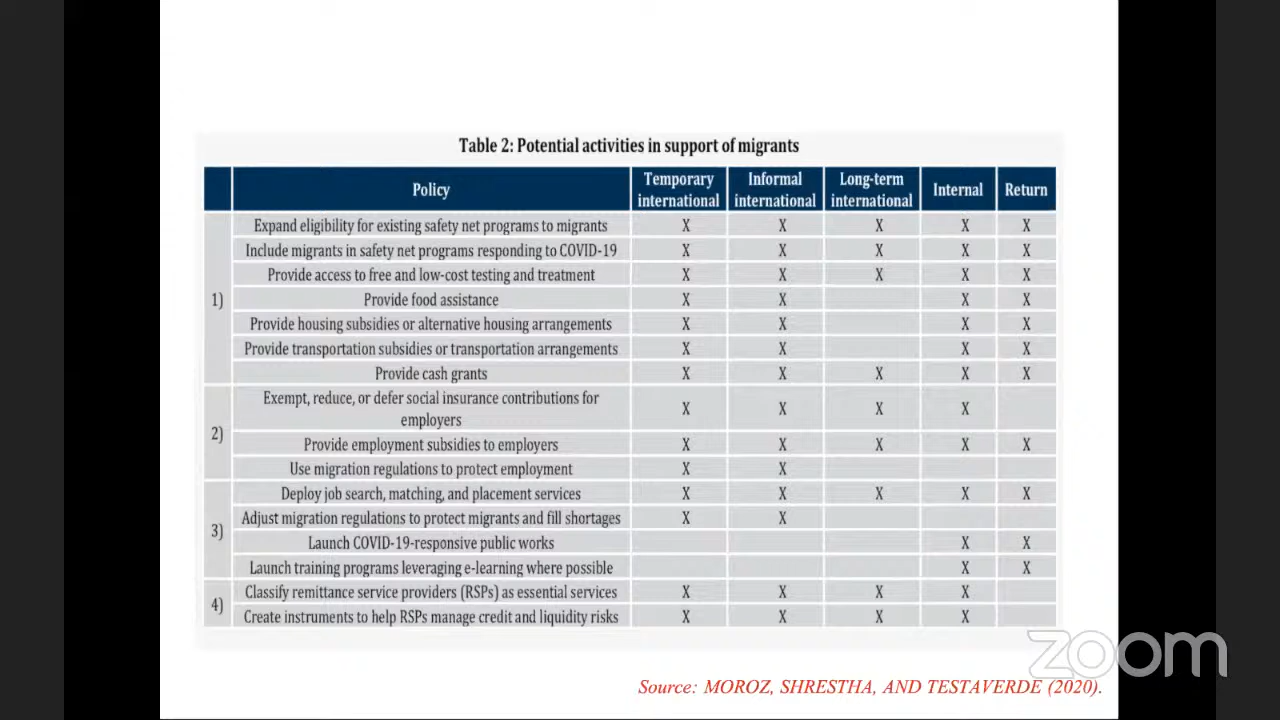 Table 2: Potential activities in support of migrants
Policy Temporary international Informal international Long-term international Internal Return
1)
Expand eligibility for existing safety net programs to migrants X X X X X
Include migrants in safety net programs responding to COVID-19 X X X X X
Provide access to free and low-cost testing and treatment X X X X X
Provide food assistance X X X X
Provide housing subsidies or alternative housing arrangements X X X X
Provide transportation subsidies or transportation arrangements X X X X
Provide cash grants X X X X X
2)
Exempt, reduce, or defer social insurance contributions for
employers X X X X
Provide employment subsidies to employers X X X X X
Use migration regulations to protect employment X X
3)
Deploy job search, matching, and placement services X X X X X
Adjust migration regulations to protect migrants and fill shortages X X
Launch COVID-19-responsive public works X X
Launch training programs leveraging e-learning where possible X X
4)
Classify remittance service providers (RSPs) as essential services X X X X
Create instruments to help RSPs manage credit and liquidity risks X X X X
zoom
Source: MOROZ, SHRESTHA, AND TESTAVERDE (2020).